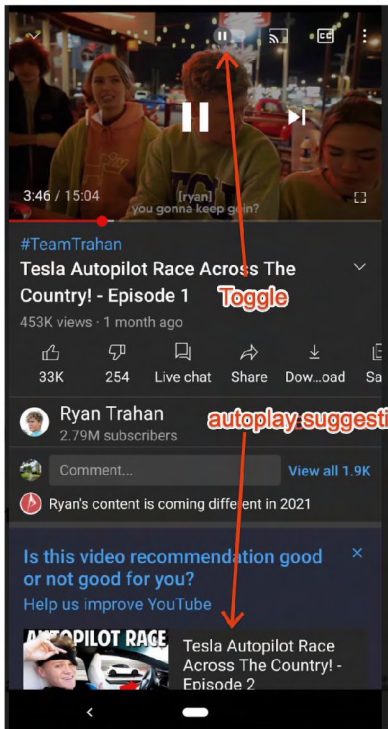 CC
3:46 / 15:04
[ryan]
you gonna keep goin?
#TeamTrahan
Tesla Autopilot Race Across The
Country! - Episode 1
Toggle
453K views · 1 month ago
33K
254
Live chat
Share
Dow...oad
Sa
Ryan Trahan
2.79M subscribers
autoplay suggesti
Comment...
View all 1.9K
Ryan's content is coming different in 2021
Is this video recommendation good
or not good for you?
Help us improve YouTube
AUTOPILOT RACE
Tesla Autopilot Race
Across The Country! -
Episode 2